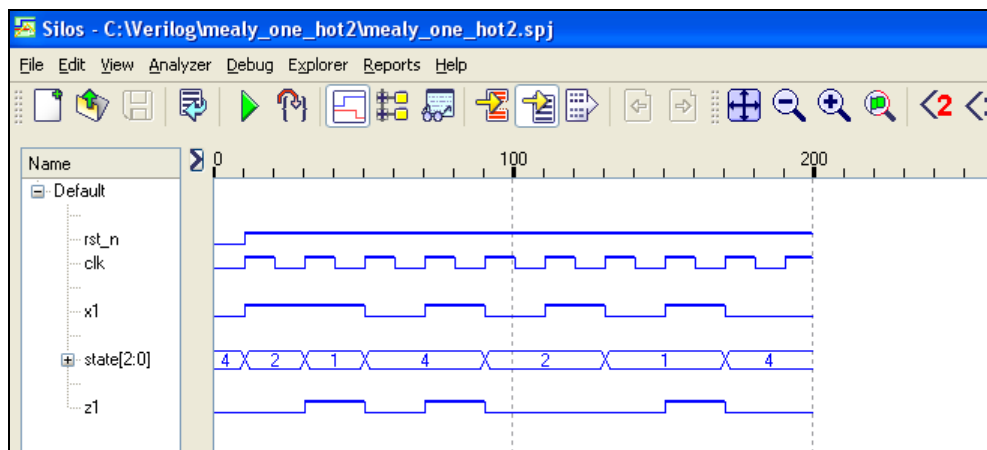 Silos - C:\Verilog\mealy_one_hot2\mealy_one_hot2.spj
File Edit View Analyzer Debug Explorer Reports Help
2
Name 0 100 200
Default
rst_n
clk
x1
state[2:0] 4 2 1 4 2 1 4
z1